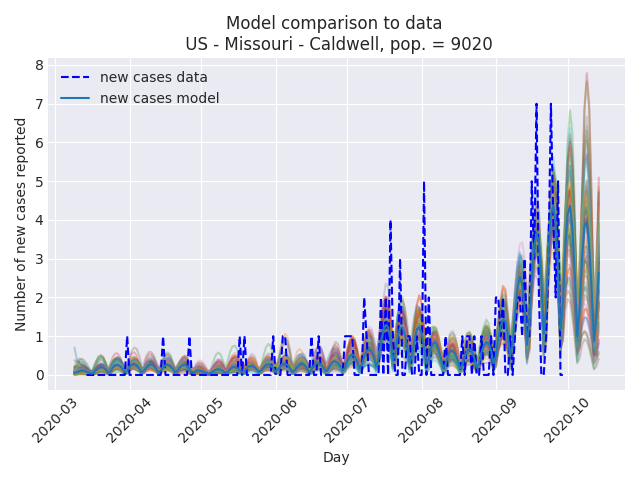 Model comparison to data
US - Missouri - Caldwell, pop. = 9020
new cases data
new cases model
Number of new cases reported
8
7
6
5
4
3
2
1
0
2020-03
2020-04
2020-05
2020-06
2020-07
2020-08
2020-09
2020-10
Day